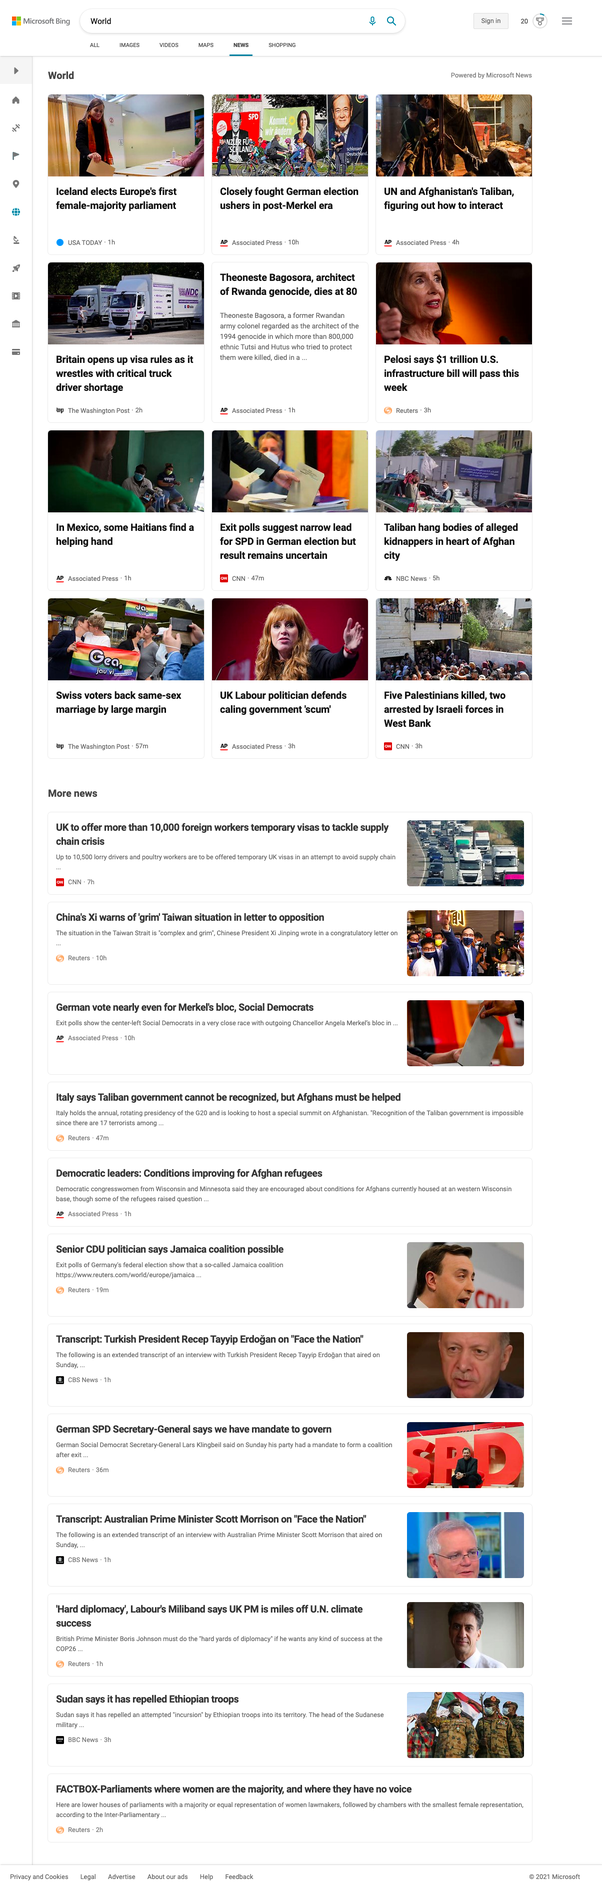 Microsoft Bing
World
Sign in
20
ALL IMAGES VIDEOS MAPS NEWS SHOPPING
World
Powered by Microsoft News
Iceland elects Europe's first
female-majority parliament
USA TODAY · 1h
Closely fought German election
ushers in post-Merkel era
AP Associated Press · 10h
UN and Afghanistan's Taliban,
figuring out how to interact
AP Associated Press · 4h
Britain opens up visa rules as it
wrestles with critical truck
driver shortage
wp The Washington Post · 2h
Theoneste Bagosora, architect
of Rwanda genocide, dies at 80
Theoneste Bagosora, a former Rwandan
army colonel regarded as the architect of the
1994 genocide in which more than 800,000
ethnic Tutsi and Hutus who tried to protect
them were killed, died in a ...
AP Associated Press · 1h
Pelosi says $1 trillion U.S.
infrastructure bill will pass this
week
Reuters · 3h
In Mexico, some Haitians find a
helping hand
AP Associated Press · 1h
Exit polls suggest narrow lead
for SPD in German election but
result remains uncertain
CNN · 47m
Taliban hang bodies of alleged
kidnappers in heart of Afghan
city
NBC News · 5h
Swiss voters back same-sex
marriage by large margin
wp The Washington Post · 57m
UK Labour politician defends
caling government 'scum'
AP Associated Press · 3h
Five Palestinians killed, two
arrested by Israeli forces in
West Bank
CNN · 3h
More news
UK to offer more than 10,000 foreign workers temporary visas to tackle supply
chain crisis
Up to 10,500 lorry drivers and poultry workers are to be offered temporary UK visas in an attempt to avoid supply chain
...
CNN · 7h
China's Xi warns of 'grim' Taiwan situation in letter to opposition
The situation in the Taiwan Strait is "complex and grim", Chinese President Xi Jinping wrote in a congratulatory letter on
...
Reuters · 10h
German vote nearly even for Merkel's bloc, Social Democrats
Exit polls show the center-left Social Democrats in a very close race with outgoing Chancellor Angela Merkel's bloc in ...
AP Associated Press · 10h
Italy says Taliban government cannot be recognized, but Afghans must be helped
Italy holds the annual, rotating presidency of the G20 and is looking to host a special summit on Afghanistan. "Recognition of the Taliban government is impossible
since there are 17 terrorists among ...
Reuters · 47m
Democratic leaders: Conditions improving for Afghan refugees
Democratic congresswomen from Wisconsin and Minnesota said they are encouraged about conditions for Afghans currently housed at an western Wisconsin
base, though some of the refugees raised question ...
AP Associated Press · 1h
Senior CDU politician says Jamaica coalition possible
Exit polls of Germany's federal election show that a so-called Jamaica coalition
https://www.reuters.com/world/europe/jamaica ...
Reuters · 19m
Transcript: Turkish President Recep Tayyip Erdoğan on "Face the Nation"
The following is an extended transcript of an interview with Turkish President Recep Tayyip Erdoğan that aired on
Sunday, ...
CBS News · 1h
German SPD Secretary-General says we have mandate to govern
German Social Democrat Secretary-General Lars Klingbeil said on Sunday his party had a mandate to form a coalition
after exit ...
Reuters · 36m
Transcript: Australian Prime Minister Scott Morrison on "Face the Nation"
The following is an extended transcript of an interview with Australian Prime Minister Scott Morrison that aired on
Sunday, ...
CBS News · 1h
'Hard diplomacy', Labour's Miliband says UK PM is miles off U.N. climate
success
British Prime Minister Boris Johnson must do the "hard yards of diplomacy" if he wants any kind of success at the
COP26 ...
Reuters · 1h
Sudan says it has repelled Ethiopian troops
Sudan says it has repelled an attempted "incursion" by Ethiopian troops into its territory. The head of the Sudanese
military ...
BBC News · 3h
FACTBOX-Parliaments where women are the majority, and where they have no voice
Here are lower houses of parliaments with a majority or equal representation of women lawmakers, followed by chambers with the smallest female representation,
according to the Inter-Parliamentary ...
Reuters · 2h
Privacy and Cookies Legal Advertise About our ads Help Feedback
© 2021 Microsoft